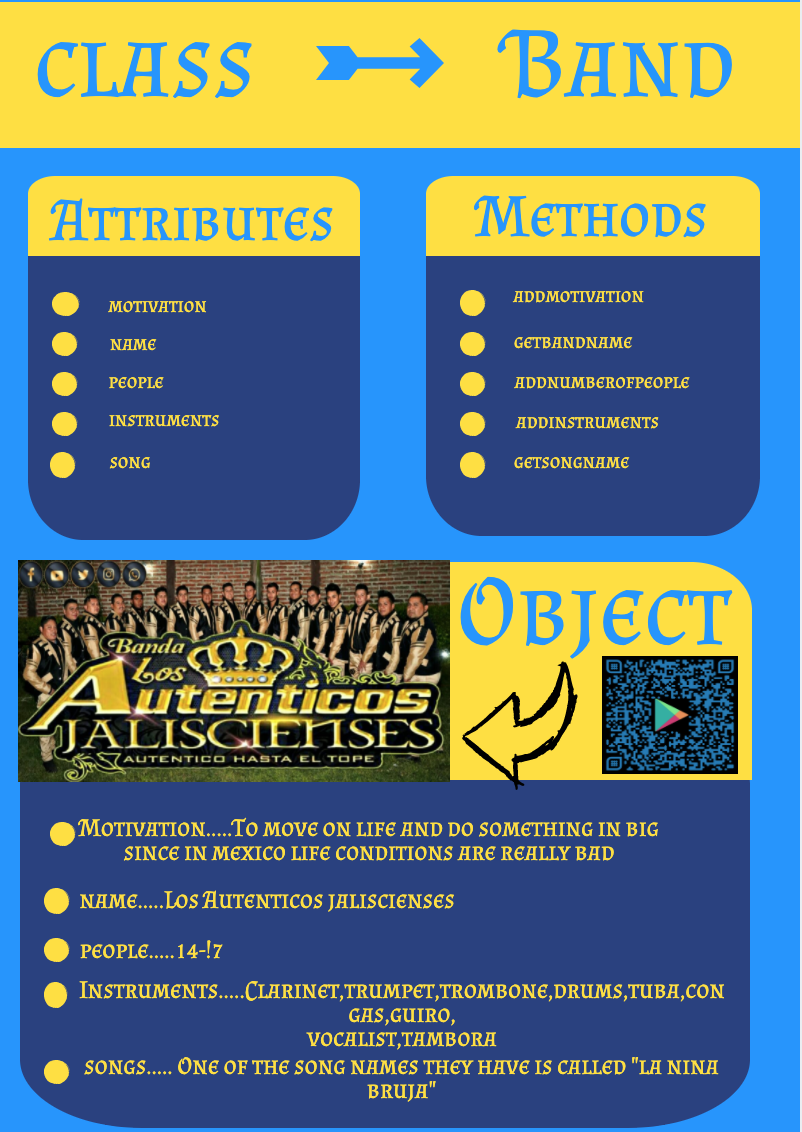 CLASS BAND
ATTRIBUTES
MOTIVATION
NAME
PEOPLE
INSTRUMENTS
SONG
METHODS
ADDMOTIVATION
GETBANDNAME
ADDNUMBEROFPEOPLE
ADDINSTRUMENTS
GETSONGNAME
Banda
Los
Autenticos
JALISCIENSES
AUTENTICO HASTA EL TOPE
OBJECT
MOTIVATION.....TO MOVE ON LIFE AND DO SOMETHING IN BIG
SINCE IN MEXICO LIFE CONDITIONS ARE REALLY BAD
NAME.....LOS AUTENTICOS JALISCIENSES
PEOPLE.....14-!7
INSTRUMENTS.....CLARINET,TRUMPET,TROMBONE,DRUMS,TUBA,CON
GAS,GUIRO,
VOCALIST,TAMBORA
SONGS..... ONE OF THE SONG NAMES THEY HAVE IS CALLED "LA NINA
BRUJA"